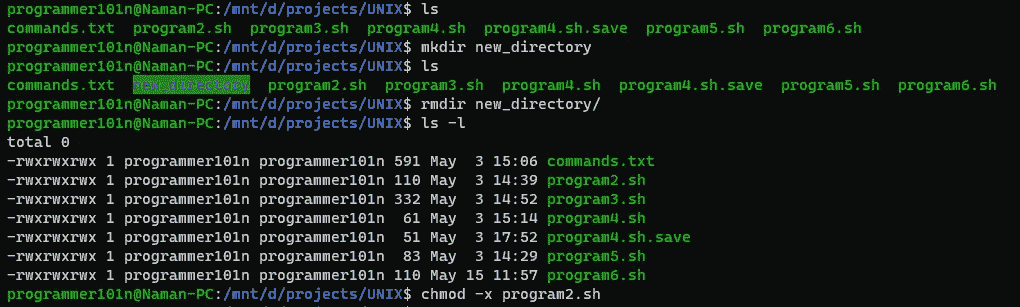 programmer101n@Naman-PC:/mnt/d/projects/UNIX$ ls
commands.txt  program2.sh  program3.sh  program4.sh  program4.sh.save  program5.sh  program6.sh
programmer101n@Naman-PC:/mnt/d/projects/UNIX$ mkdir new_directory
programmer101n@Naman-PC:/mnt/d/projects/UNIX$ ls
commands.txt  new_directory  program2.sh  program3.sh  program4.sh  program4.sh.save  program5.sh  program6.sh
programmer101n@Naman-PC:/mnt/d/projects/UNIX$ rmdir new_directory/
programmer101n@Naman-PC:/mnt/d/projects/UNIX$ ls -l
total 0
-rwxrwxrwx 1 programmer101n programmer101n 591 May  3 15:06 commands.txt
-rwxrwxrwx 1 programmer101n programmer101n 110 May  3 14:39 program2.sh
-rwxrwxrwx 1 programmer101n programmer101n 332 May  3 14:52 program3.sh
-rwxrwxrwx 1 programmer101n programmer101n  61 May  3 15:14 program4.sh
-rwxrwxrwx 1 programmer101n programmer101n  51 May  3 17:52 program4.sh.save
-rwxrwxrwx 1 programmer101n programmer101n  83 May  3 14:29 program5.sh
-rwxrwxrwx 1 programmer101n programmer101n 110 May 15 11:57 program6.sh
programmer101n@Naman-PC:/mnt/d/projects/UNIX$ chmod -x program2.sh